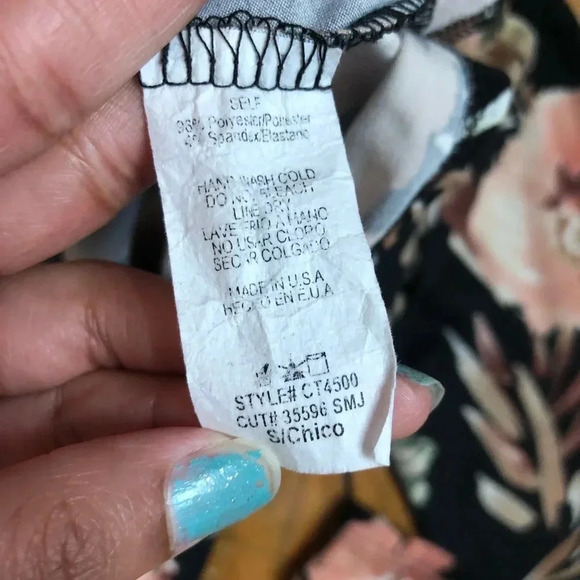 SELF
96% Polyester/Poliester
4% Spandex/Elastano
HAND WASH COLD
DO NOT BLEACH
LINE DRY
LAVE FRIO A MANO
NO USAR CLORO
SECAR COLGADO
MADE IN U.S.A
HECHO EN E.U.A
STYLE# CT4500
CUT# 35596 SMJ
S/Chico